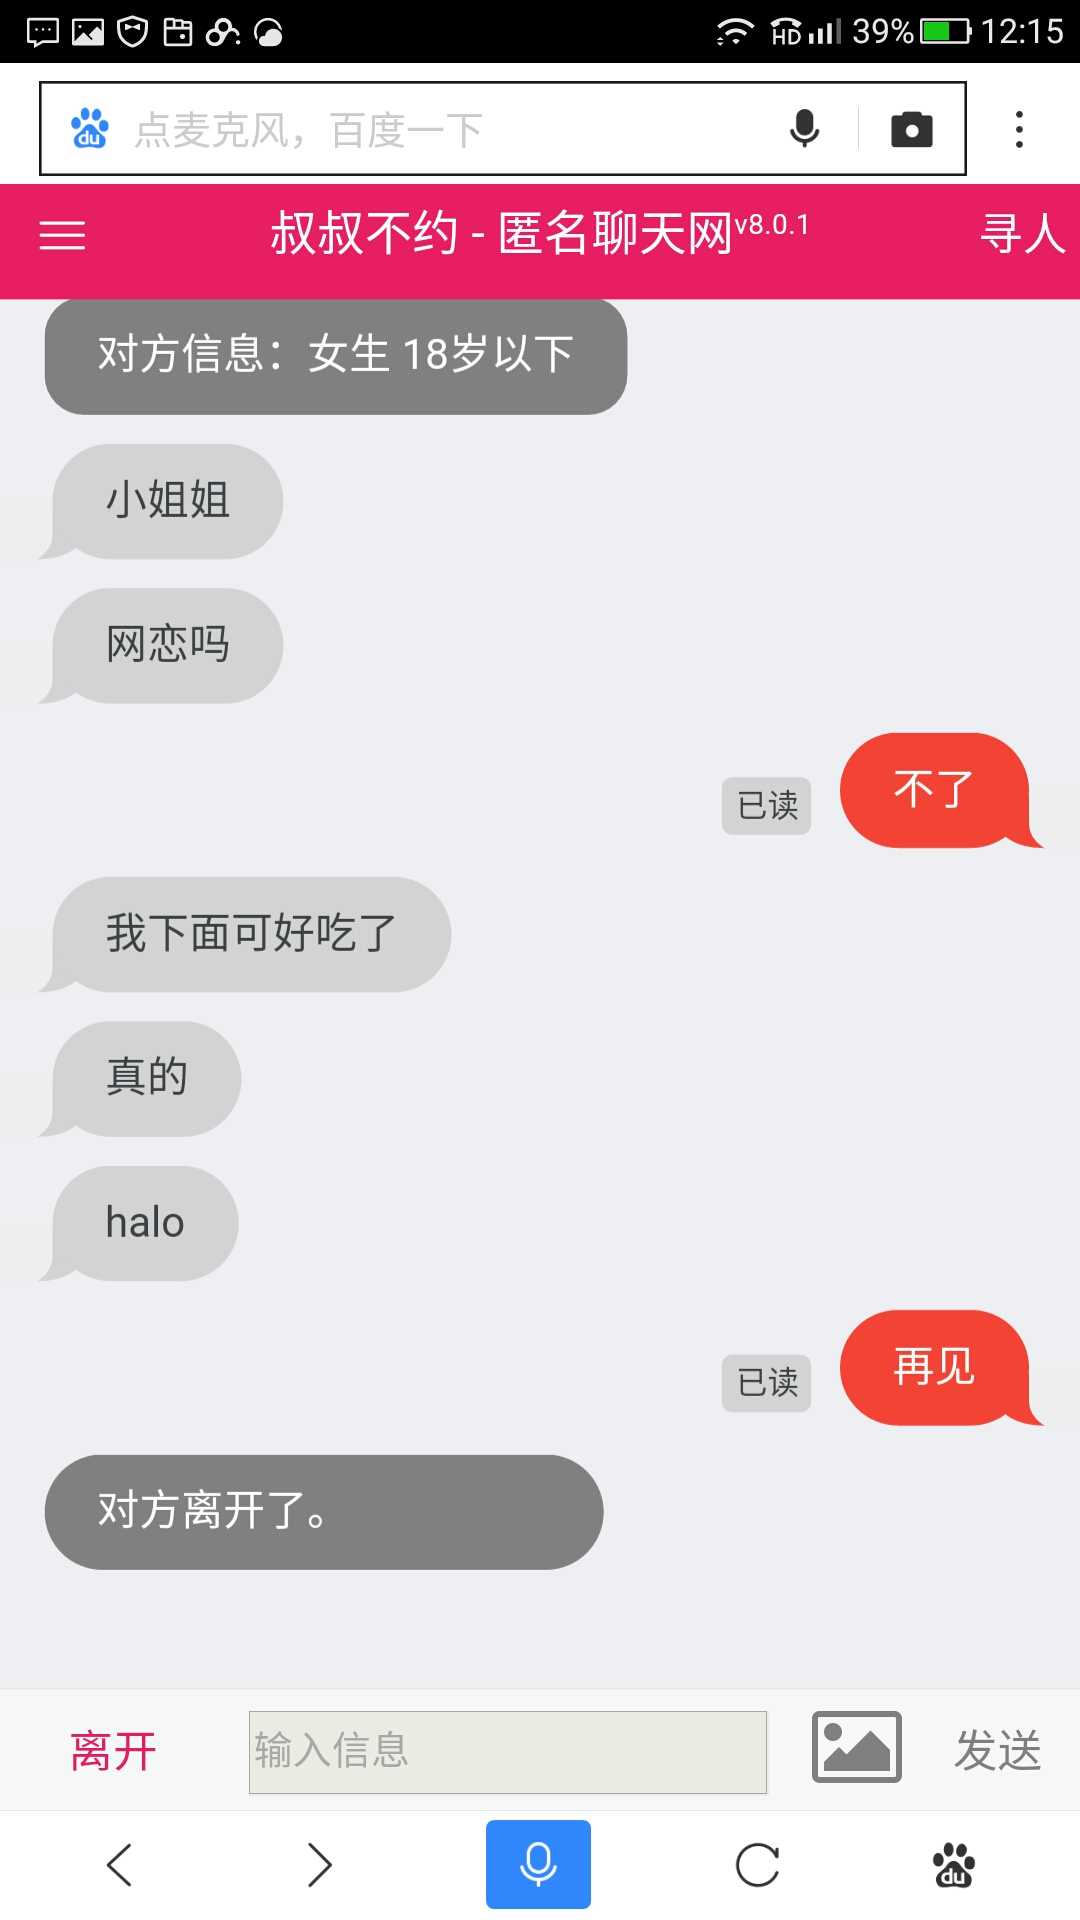 39% 12:15
du 点麦克风，百度一下
叔叔不约 - 匿名聊天网v8.0.1 寻人
对方信息：女生 18岁以下
小姐姐
网恋吗
已读 不了
我下面可好吃了
真的
halo
已读 再见
对方离开了。
离开 输入信息 发送
du